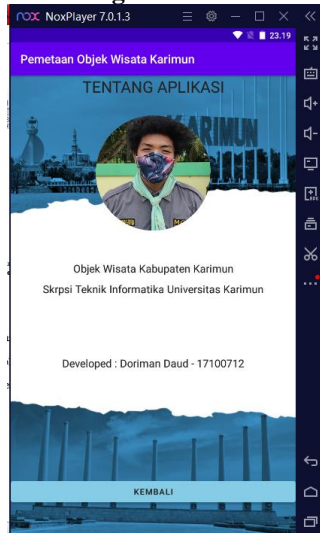 nox NoxPlayer 7.0.1.3
23.19
Pemetaan Objek Wisata Karimun
TENTANG APLIKASI
KARIMUN
Objek Wisata Kabupaten Karimun
Skrpsi Teknik Informatika Universitas Karimun
Developed : Doriman Daud - 17100712
KEMBALI